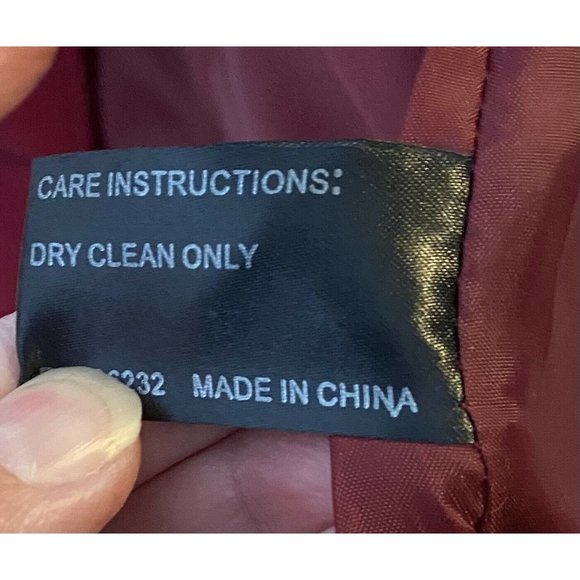 CARE INSTRUCTIONS:
DRY CLEAN ONLY
MADE IN CHINA